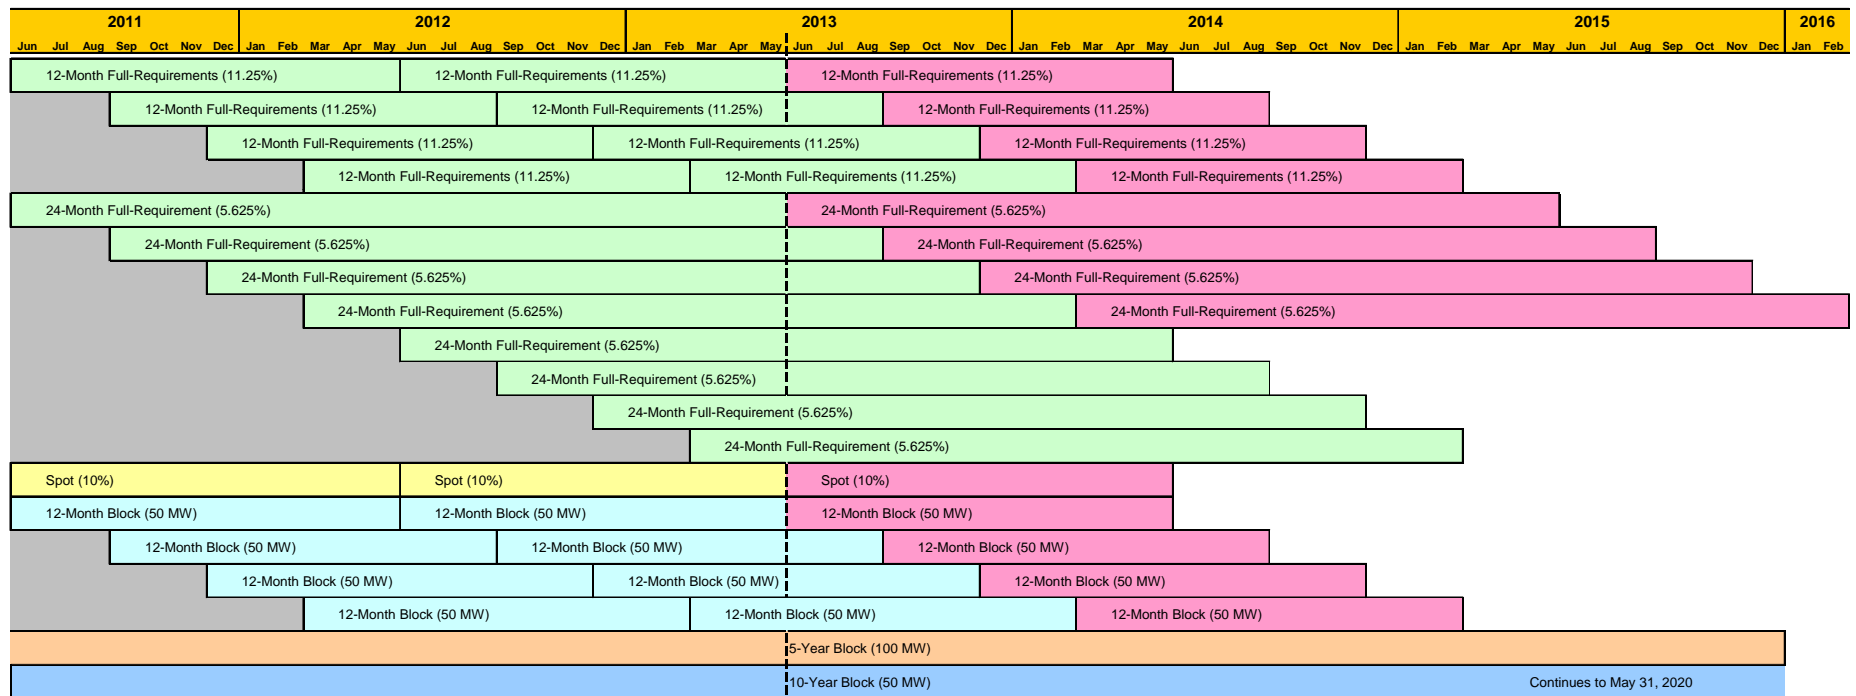 2011 2012 2013 2014 2015 2016
Jun Jul Aug Sep Oct Nov Dec Jan Feb Mar Apr May Jun Jul Aug Sep Oct Nov Dec Jan Feb Mar Apr May Jun Jul Aug Sep Oct Nov Dec Jan Feb Mar Apr May Jun Jul Aug Sep Oct Nov Dec Jan Feb Mar Apr May Jun Jul Aug Sep Oct Nov Dec Jan Feb
12-Month Full-Requirements (11.25%) 12-Month Full-Requirements (11.25%) 12-Month Full-Requirements (11.25%)
12-Month Full-Requirements (11.25%) 12-Month Full-Requirements (11.25%) 12-Month Full-Requirements (11.25%)
12-Month Full-Requirements (11.25%) 12-Month Full-Requirements (11.25%) 12-Month Full-Requirements (11.25%)
12-Month Full-Requirements (11.25%) 12-Month Full-Requirements (11.25%) 12-Month Full-Requirements (11.25%)
24-Month Full-Requirement (5.625%) 24-Month Full-Requirement (5.625%)
24-Month Full-Requirement (5.625%) 24-Month Full-Requirement (5.625%)
24-Month Full-Requirement (5.625%) 24-Month Full-Requirement (5.625%)
24-Month Full-Requirement (5.625%) 24-Month Full-Requirement (5.625%)
24-Month Full-Requirement (5.625%)
24-Month Full-Requirement (5.625%)
24-Month Full-Requirement (5.625%)
24-Month Full-Requirement (5.625%)
Spot (10%) Spot (10%) Spot (10%)
12-Month Block (50 MW) 12-Month Block (50 MW) 12-Month Block (50 MW)
12-Month Block (50 MW) 12-Month Block (50 MW) 12-Month Block (50 MW)
12-Month Block (50 MW) 12-Month Block (50 MW) 12-Month Block (50 MW)
12-Month Block (50 MW) 12-Month Block (50 MW) 12-Month Block (50 MW)
5-Year Block (100 MW)
10-Year Block (50 MW) Continues to May 31, 2020